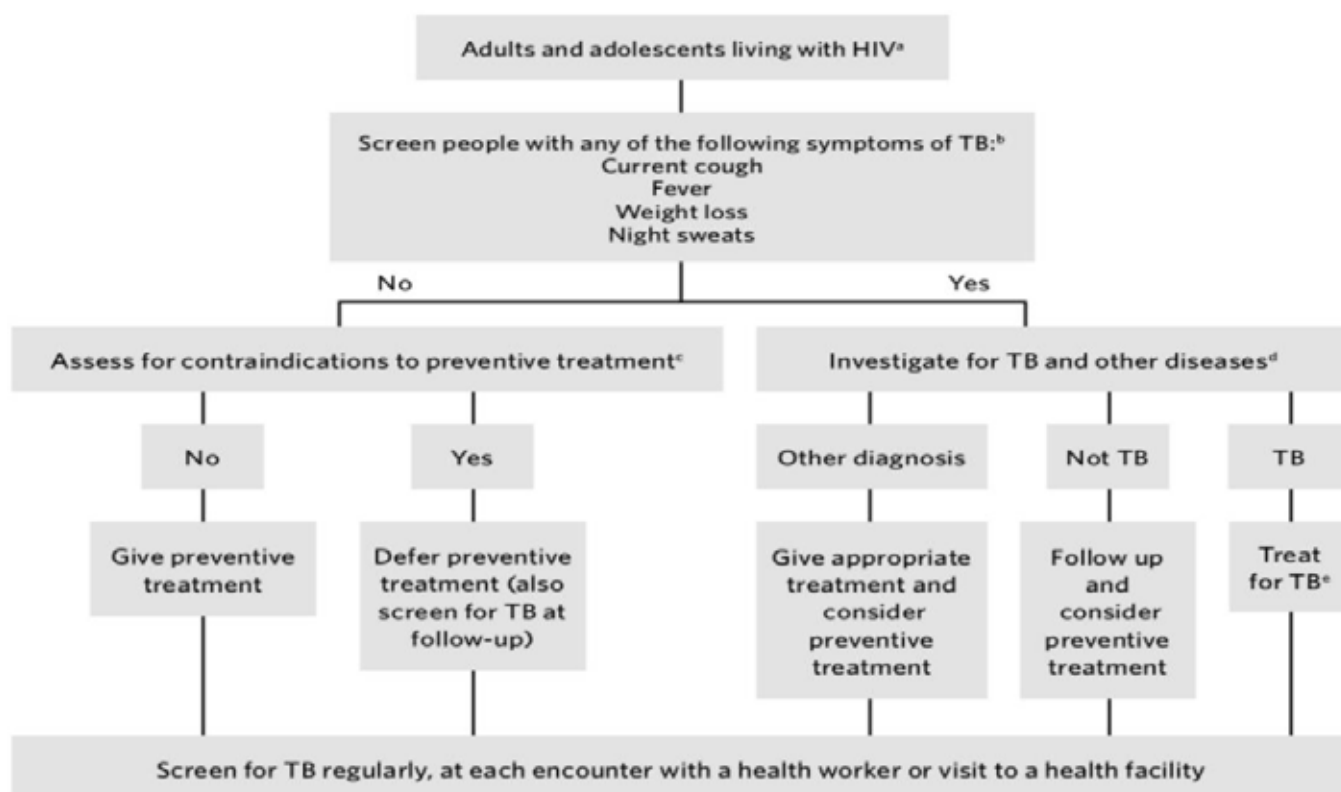 Adults and adolescents living with HIVᵃ
Screen people with any of the following symptoms of TB:ᵇ
Current cough
Fever
Weight loss
Night sweats
No
Yes
Assess for contraindications to preventive treatmentᶜ
Investigate for TB and other diseasesᵈ
No
Yes
Other diagnosis
Not TB
TB
Give preventive
treatment
Defer preventive
treatment (also
screen for TB at
follow-up)
Give appropriate
treatment and
consider
preventive
treatment
Follow up
and
consider
preventive
treatment
Treat
for TBᵉ
Screen for TB regularly, at each encounter with a health worker or visit to a health facility